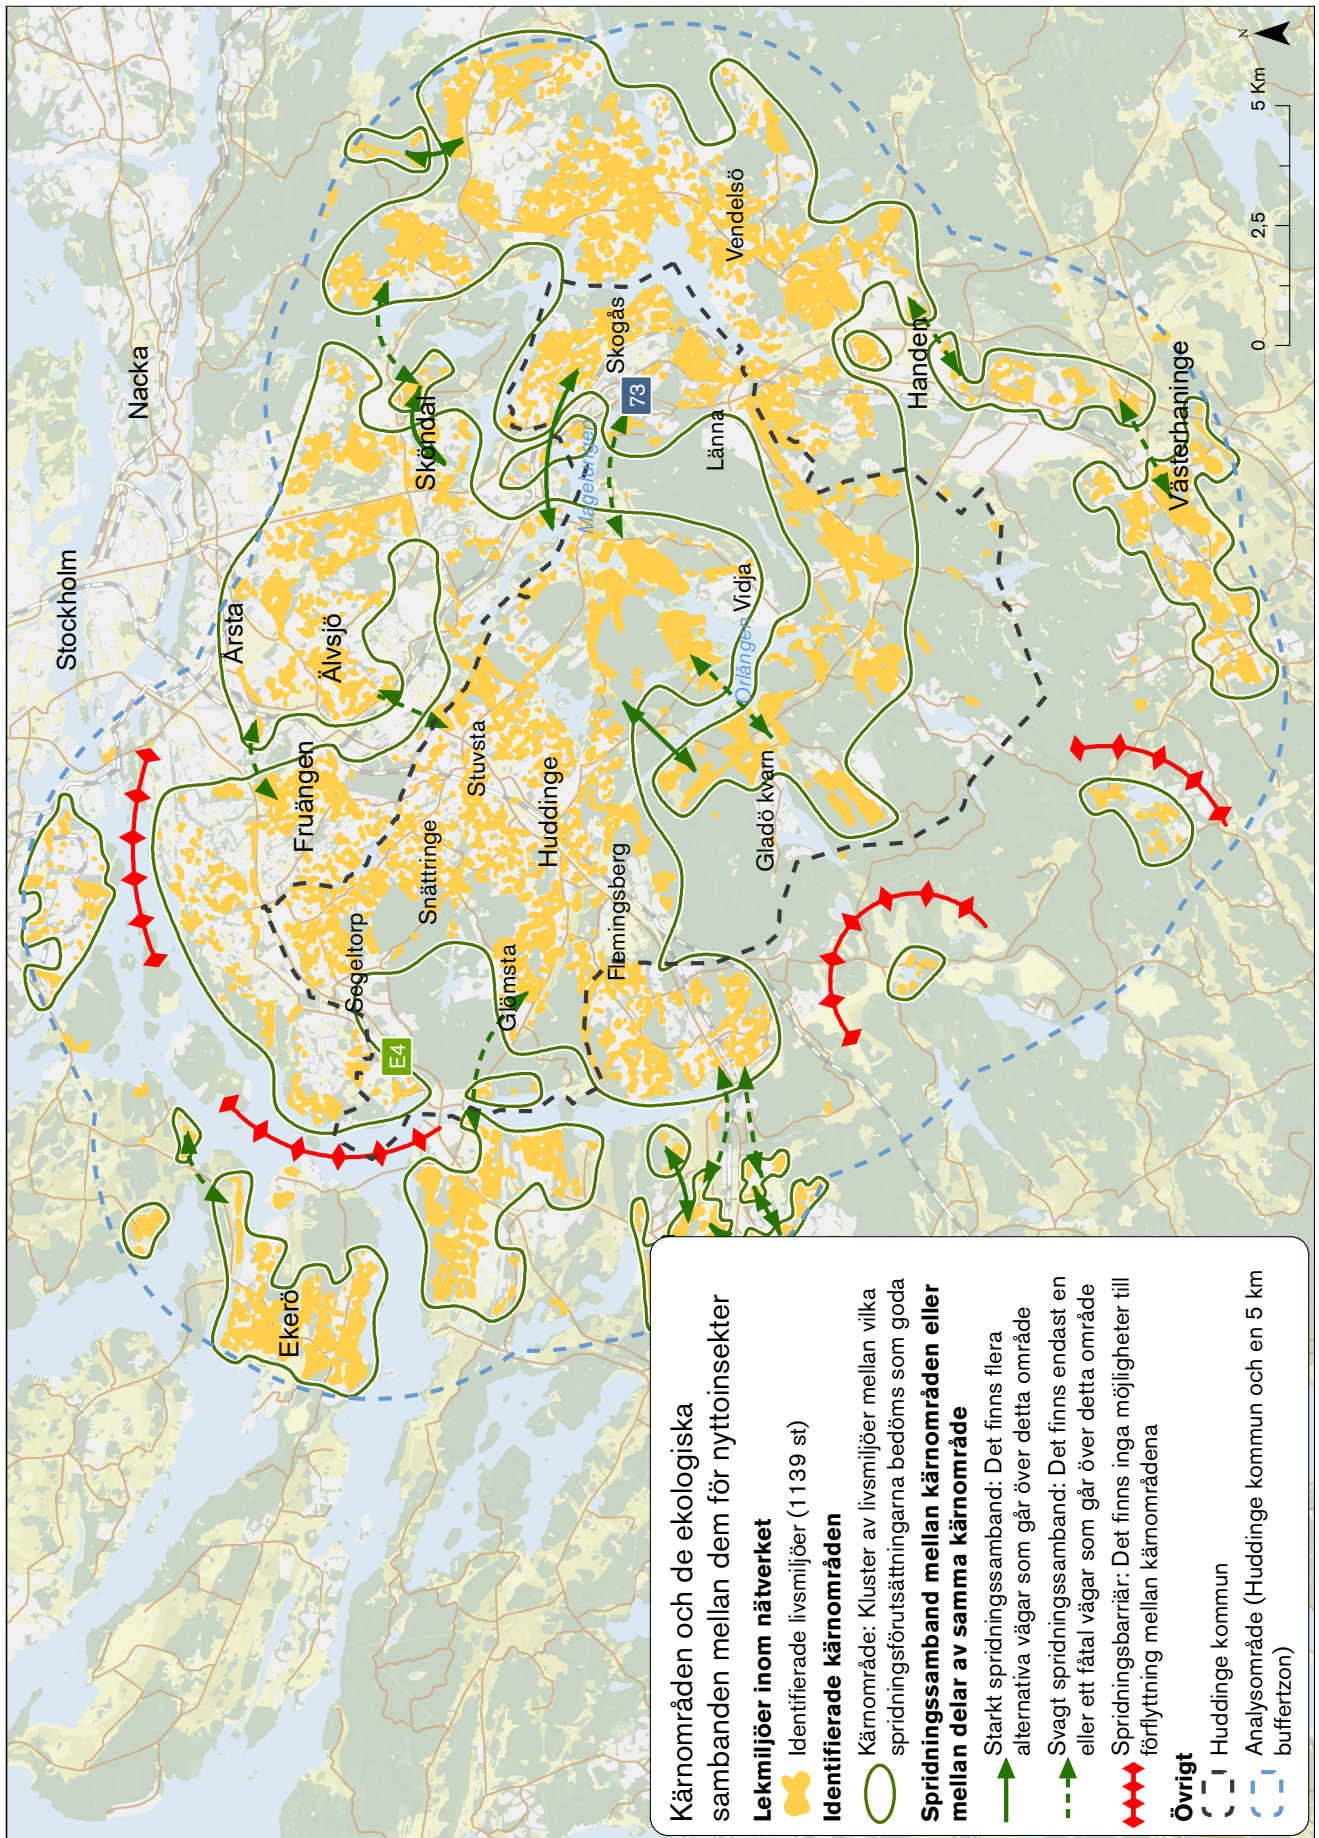 Stockholm
Nacka
Årsta
Älvsjö
Sköndal
Fruängen
Stuvsta
Snättringe
Segeltorp
Huddinge
Glömsta
Flemingsberg
E4
Ekerö
Magelungen
Skogås
73
Länna
Vendelsö
Orlången
Vidja
Gladö kvarn
Handen
Västerhaninge
N
0
2,5
5 Km
Kärnområden och de ekologiska
sambanden mellan dem för nyttoinsekter
Lekmiljöer inom nätverket
Identifierade livsmiljöer (1139 st)
Identifierade kärnområden
Kärnområde: Kluster av livsmiljöer mellan vilka
spridningsförutsättningarna bedöms som goda
Spridningssamband mellan kärnområden eller
mellan delar av samma kärnområde
Starkt spridningssamband: Det finns flera
alternativa vägar som går över detta område
Svagt spridningssamband: Det finns endast en
eller ett fåtal vägar som går över detta område
Spridningsbarriär: Det finns inga möjligheter till
förflyttning mellan kärnområdena
Övrigt
Huddinge kommun
Analysområde (Huddinge kommun och en 5 km
buffertzon)